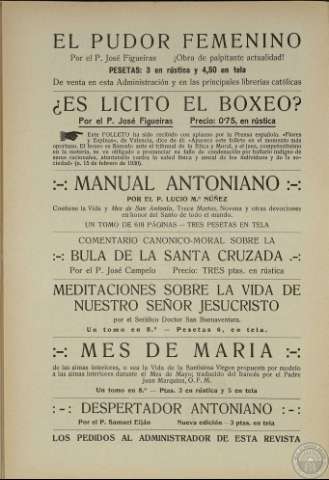 EL PUDOR FEMENINO
Por el P. José Figueiras ¡Obra de palpitante actualidad!
PESETAS: 3 en rústica y 4,50 en tela
De venta en esta Administración y en las principales librerías católicas
¿ES LICITO EL BOXEO?
Por el P. José Figueiras Precio: 0'75, en rústica
Este FOLLETO ha sido recibido con aplausos por la Prensa española. «Flores
y Espinas», de Valencia, dice de él: «Aparece este folleto en el momento más
oportuno. El boxeo es llamado ante el tribunal de la Etica y Moral, y el juez, competentísimo
en la materia, se ve obligado a pronunciar su fallo de condenación por hallarlo indigno de
seres racionales, atentatorio contra la salud física y moral de los individuos y de la so-
ciedad» (n. 15 de febrero de 1930).
:-: MANUAL ANTONIANO :-:
POR EL P. LUCIO M.ª NÚÑEZ
Contiene la Vida y Mes de San Antonio, Trece Martes, Novena y otras devociones
en honor del Santo de todo el mundo.
UN TOMO DE 618 PÁGINAS — TRES PESETAS EN TELA
COMENTARIO CANONICO-MORAL SOBRE LA
:-: BULA DE LA SANTA CRUZADA :-:
Por el P. José Campelo Precio: TRES ptas. en rústica
MEDITACIONES SOBRE LA VIDA DE
NUESTRO SEÑOR JESUCRISTO
por el Seráfico Doctor San Buenaventura.
Un tomo en 8.º — Pesetas 6, en tela.
:-: MES DE MARIA :-:
de las almas interiores, o sea la Vida de la Santísima Virgen propuesta por modelo
a las almas interiores durante el Mes de Mayo; traducido del francés por el Padre
Juan Marquina, O. F. M.
Un tomo en 8.º — Ptas. 3 en rústica y 5 en tela
:-: DESPERTADOR ANTONIANO :-:
Por el P. Samuel Eiján Nueva edición - 3 ptas. en tela
LOS PEDIDOS AL ADMINISTRADOR DE ESTA REVISTA